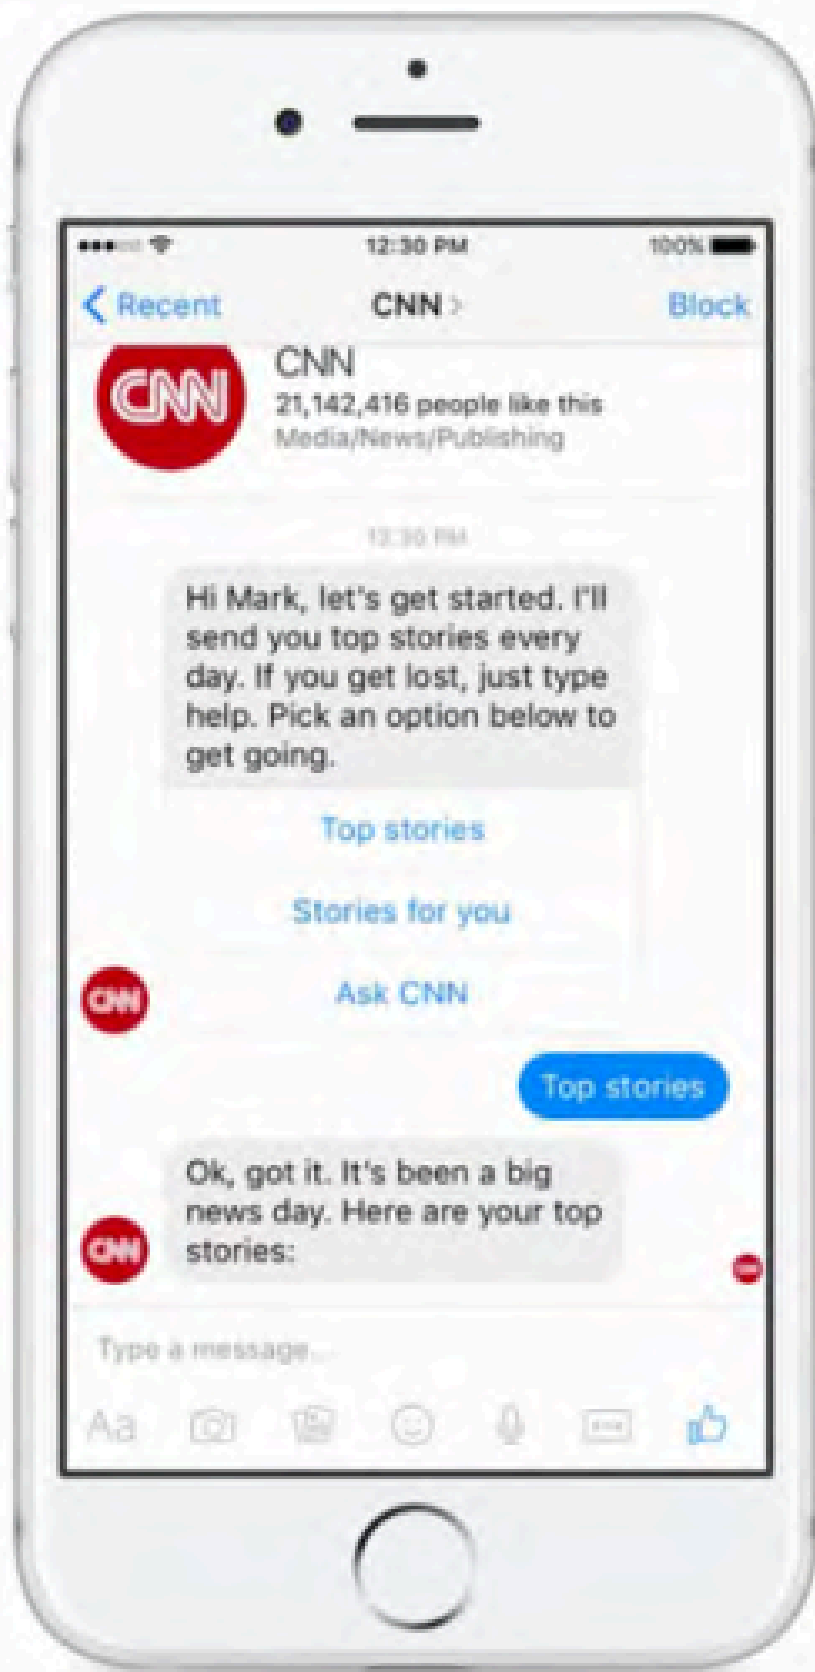 12:30 PM 100%
Recent CNN Block
CNN
CNN
21,142,416 people like this
Media/News/Publishing
12:30 PM
Hi Mark, let's get started. I'll
send you top stories every
day. If you get lost, just type
help. Pick an option below to
get going.
Top stories
Stories for you
CNN
Ask CNN
Top stories
Ok, got it. It's been a big
news day. Here are your top
stories:
CNN
Type a message...
Aa